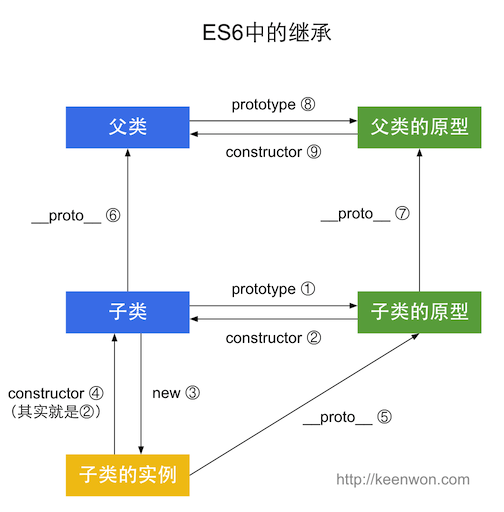 ES6中的继承
prototype ⑧
父类
父类的原型
constructor ⑨
__proto__ ⑥
__proto__ ⑦
prototype ①
子类
子类的原型
constructor ②
constructor ④
（其实就是②）
new ③
__proto__ ⑤
子类的实例
http://keenwon.com